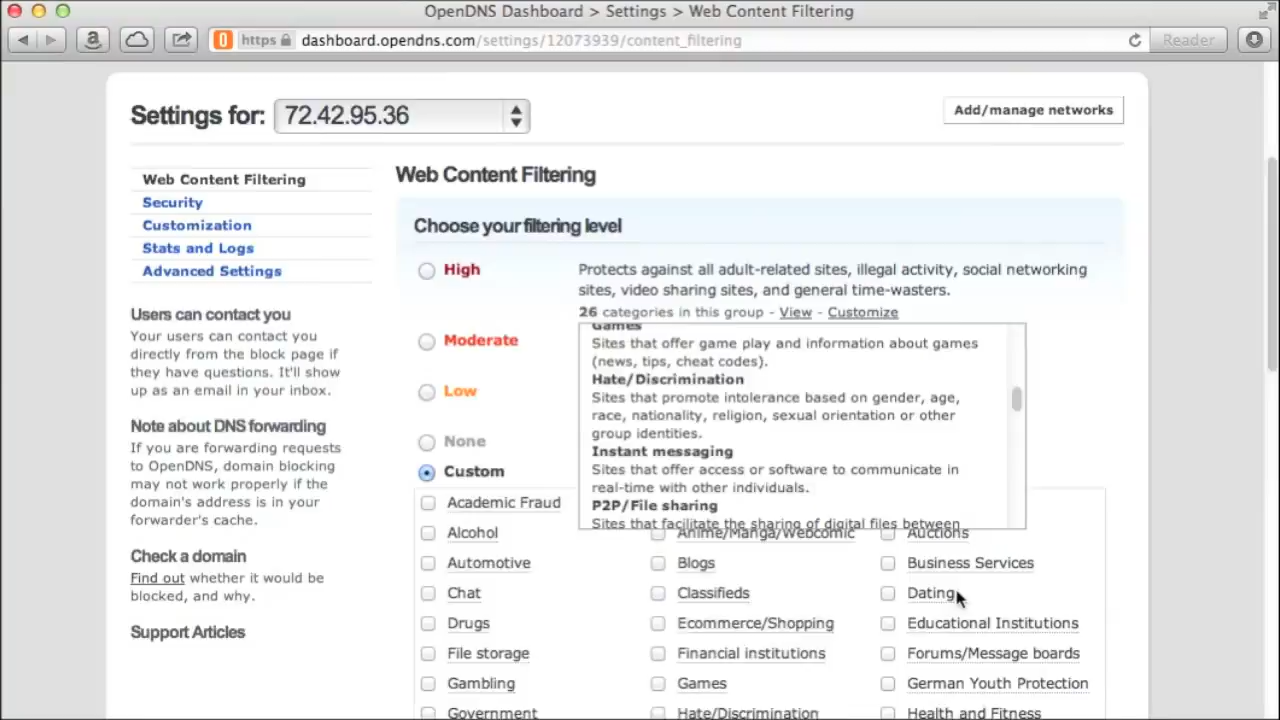 OpenDNS Dashboard > Settings > Web Content Filtering
https dashboard.opendns.com/settings/12073939/content_filtering
Reader
Settings for: 72.42.95.36
Add/manage networks
Web Content Filtering
Security
Customization
Stats and Logs
Advanced Settings
Users can contact you
Your users can contact you
directly from the block page if
they have questions. It'll show
up as an email in your inbox.
Note about DNS forwarding
If you are forwarding requests
to OpenDNS, domain blocking
may not work properly if the
domain's address is in your
forwarder's cache.
Check a domain
Find out whether it would be
blocked, and why.
Support Articles
Web Content Filtering
Choose your filtering level
High
Protects against all adult-related sites, illegal activity, social networking
sites, video sharing sites, and general time-wasters.
26 categories in this group - View - Customize
Moderate
Low
None
Custom
Games
Sites that offer game play and information about games
(news, tips, cheat codes).
Hate/Discrimination
Sites that promote intolerance based on gender, age,
race, nationality, religion, sexual orientation or other
group identities.
Instant messaging
Sites that offer access or software to communicate in
real-time with other individuals.
P2P/File sharing
Sites that facilitate the sharing of digital files between
Academic Fraud
Alcohol Anime/Manga/Webcomic Auctions
Automotive Blogs Business Services
Chat Classifieds Dating
Drugs Ecommerce/Shopping Educational Institutions
File storage Financial institutions Forums/Message boards
Gambling Games German Youth Protection
Government Hate/Discrimination Health and Fitness